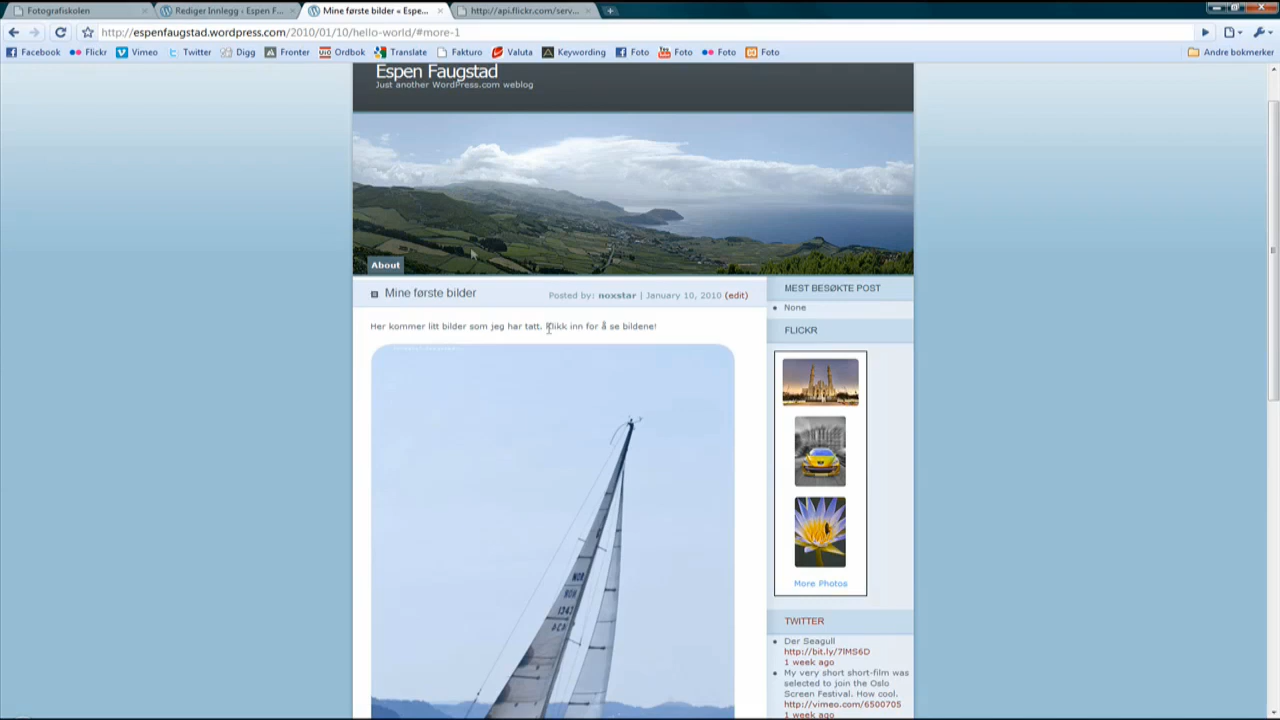 Fotografiskolen
Rediger Innlegg ‹ Espen F...
Mine første bilder « Espe...
http://api.flickr.com/serv...
http://espenfaugstad.wordpress.com/2010/01/10/hello-world/#more-1
Facebook
Flickr
Vimeo
Twitter
Digg
Fronter
Ordbok
Translate
Fakturo
Valuta
Keywording
Foto
Foto
Foto
Foto
Andre bokmerker
Espen Faugstad
Just another WordPress.com weblog
About
Mine første bilder
Posted by: noxstar | January 10, 2010 (edit)
Her kommer litt bilder som jeg har tatt. Klikk inn for å se bildene!
NOR
1343
MEST BESØKTE POST
None
FLICKR
More Photos
TWITTER
Der Seagull
http://bit.ly/7IMS6D
1 week ago
My very short short-film was
selected to join the Oslo
Screen Festival. How cool.
http://vimeo.com/6500705
1 week ago